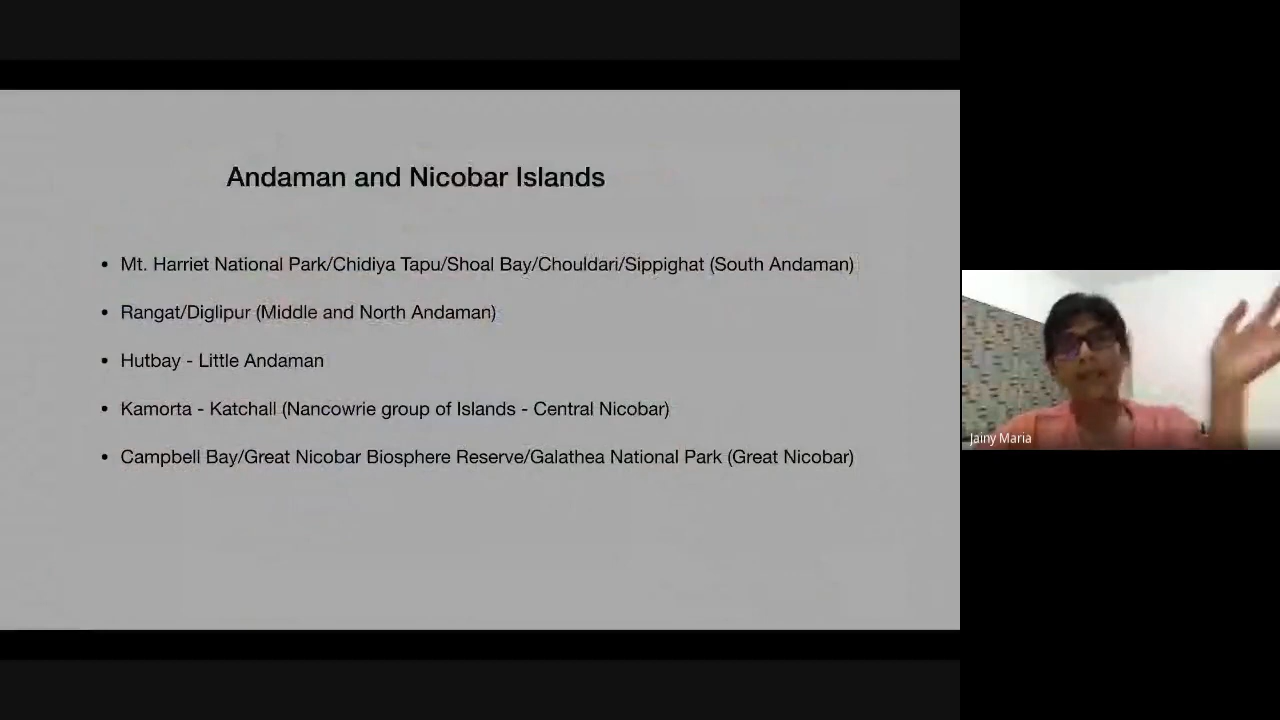 Andaman and Nicobar Islands
• Mt. Harriet National Park/Chidiya Tapu/Shoal Bay/Chouldari/Sippighat (South Andaman)
• Rangat/Diglipur (Middle and North Andaman)
• Hutbay - Little Andaman
• Kamorta - Katchall (Nancowrie group of Islands - Central Nicobar)
• Campbell Bay/Great Nicobar Biosphere Reserve/Galathea National Park (Great Nicobar)
Jainy Maria